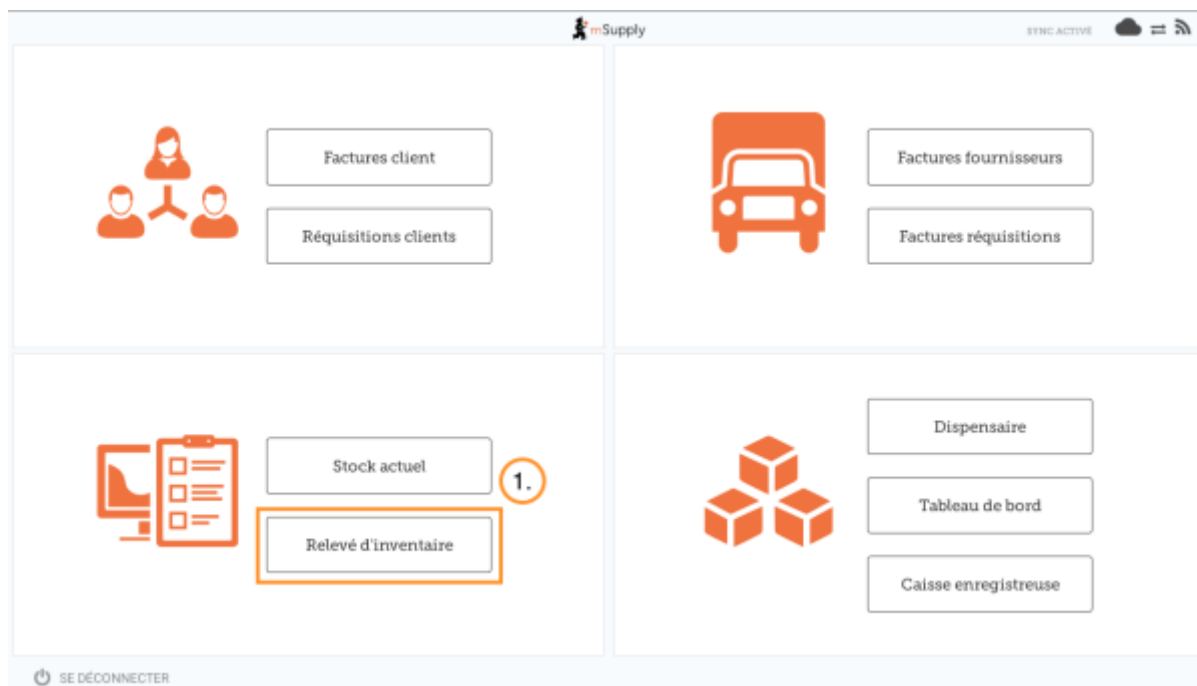 mSupply
SYNC ACTIVE
Factures client
Réquisitions clients
Factures fournisseurs
Factures réquisitions
Stock actuel
1.
Relevé d'inventaire
Dispensaire
Tableau de bord
Caisse enregistreuse
SE DÉCONNECTER